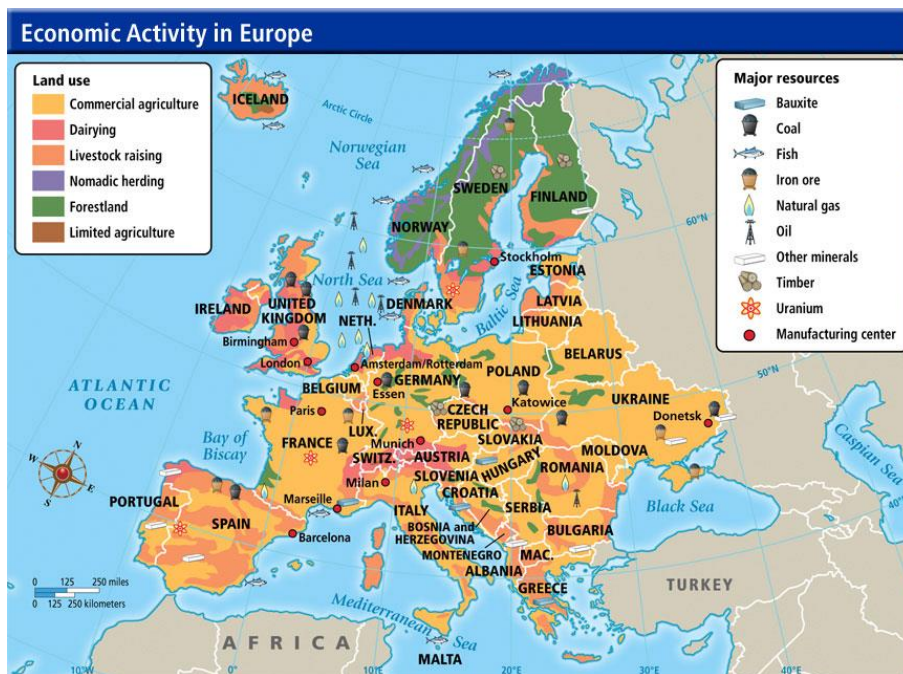 Economic Activity in Europe
Land use
Commercial agriculture
Dairying
Livestock raising
Nomadic herding
Forestland
Limited agriculture
Major resources
Bauxite
Coal
Fish
Iron ore
Natural gas
Oil
Other minerals
Timber
Uranium
Manufacturing center
ICELAND
Arctic Circle
Norwegian
Sea
SWEDEN
FINLAND
NORWAY
60°N
Stockholm
North Sea
ESTONIA
Baltic Sea
LATVIA
LITHUANIA
IRELAND
UNITED
KINGDOM
DENMARK
NETH.
Birmingham
London
Amsterdam/Rotterdam
BELARUS
50°N
ATLANTIC
OCEAN
BELGIUM
GERMANY
Essen
POLAND
Katowice
UKRAINE
Donetsk
Paris
LUX.
CZECH
REPUBLIC
SLOVAKIA
Bay of
Biscay
FRANCE
Munich
SWITZ.
AUSTRIA
HUNGARY
MOLDOVA
ROMANIA
Caspian Sea
N
E
S
W
Milan
SLOVENIA
CROATIA
Marseille
ITALY
SERBIA
Black Sea
40°N
PORTUGAL
SPAIN
Barcelona
BOSNIA and
HERZEGOVINA
MONTENEGRO
BULGARIA
MAC.
ALBANIA
GREECE
TURKEY
0 125 250 miles
0 125 250 kilometers
Mediterranean Sea
AFRICA
MALTA
10°W
0°
10°E
20°E
30°E
40°E